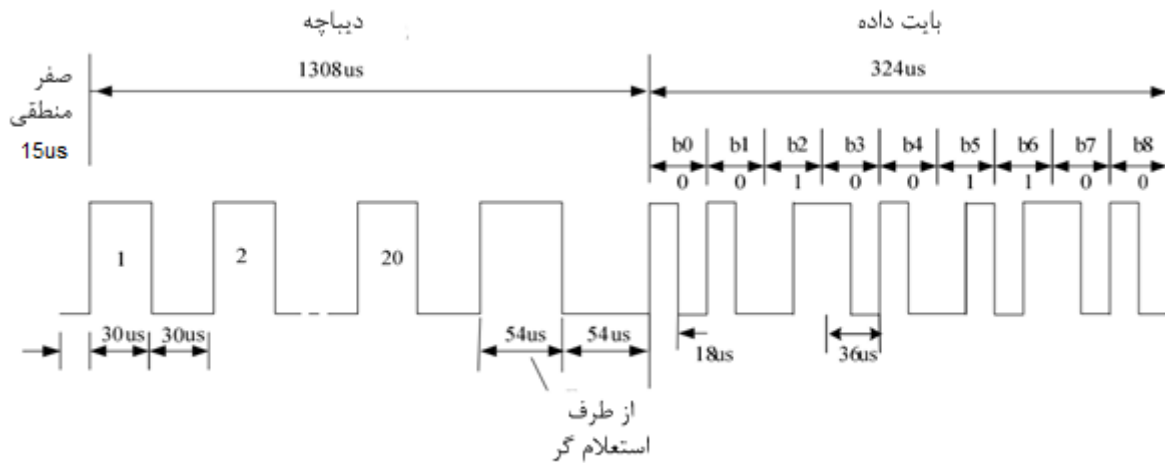 دیباچه
بایت داده
1308us
324us
صفر
منطقی
15us
b0 b1 b2 b3 b4 b5 b6 b7 b8
0 0 1 0 0 1 1 0 0
1 2 20
30us 30us 54us 54us 18us 36us
از طرف
استعلام گر